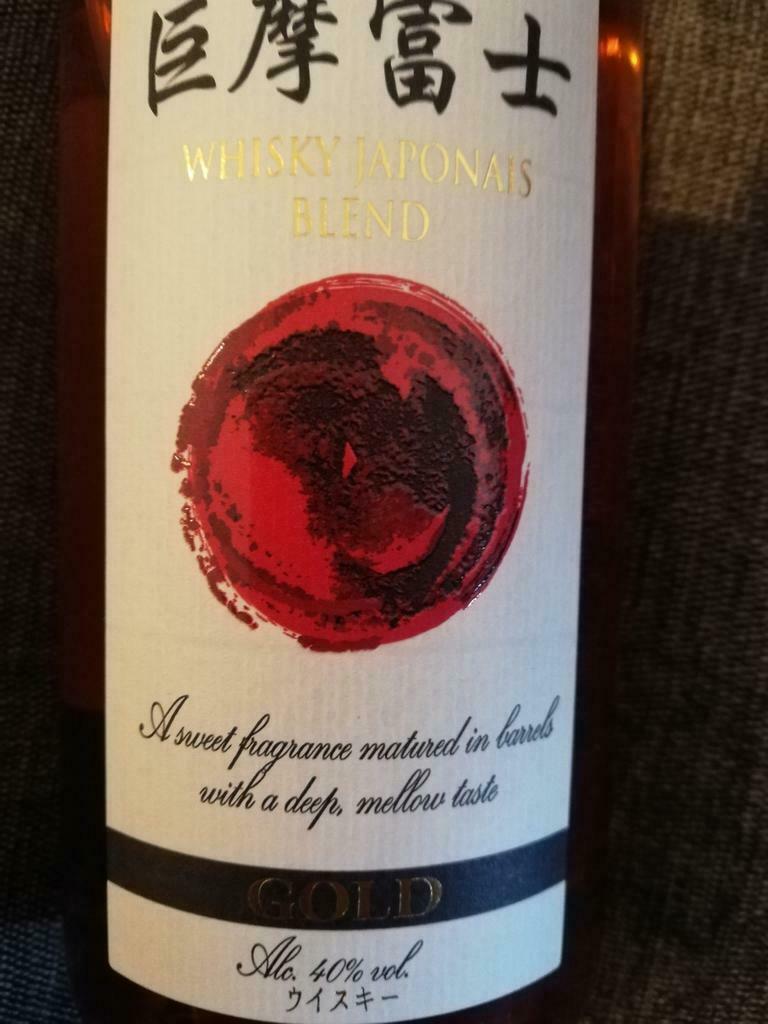 巨摩富士
WHISKY JAPONAIS
BLEND
A sweet fragrance matured in barrels
with a deep, mellow taste
GOLD
Alc. 40% vol.
ウイスキー